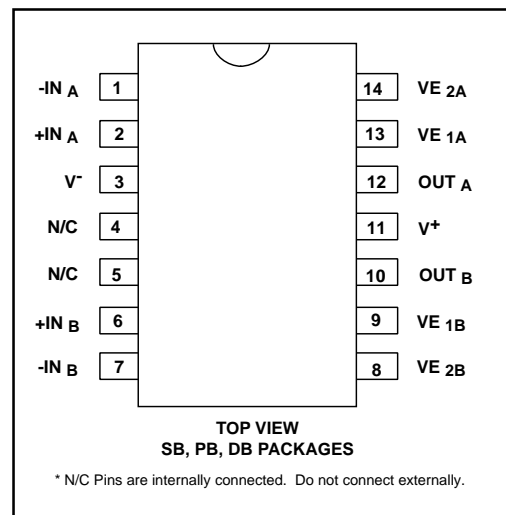 -IN A 1 14 VE 2A
+IN A 2 13 VE 1A
V- 3 12 OUT A
N/C 4 11 V+
N/C 5 10 OUT B
+IN B 6 9 VE 1B
-IN B 7 8 VE 2B
TOP VIEW
SB, PB, DB PACKAGES
* N/C Pins are internally connected. Do not connect externally.